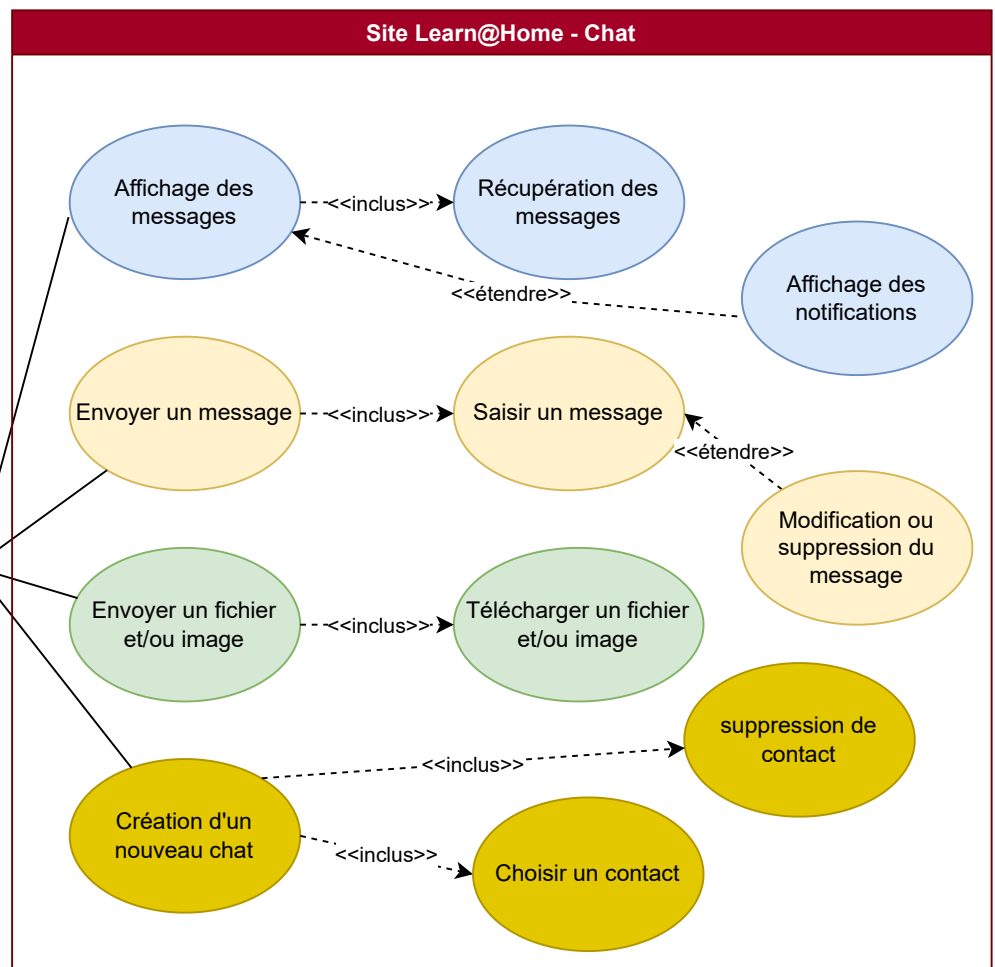 Site Learn@Home - Chat
Affichage des
messages
<<inclus>>
Récupération des
messages
<<étendre>>
Affichage des
notifications
Envoyer un message
<<inclus>>
Saisir un message
<<étendre>>
Modification ou
suppression du
message
Envoyer un fichier
et/ou image
<<inclus>>
Télécharger un fichier
et/ou image
suppression de
contact
<<inclus>>
Création d'un
nouveau chat
<<inclus>>
Choisir un contact